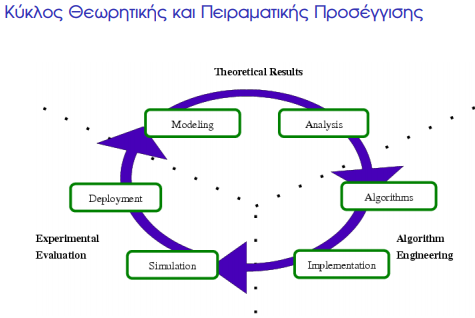 Κύκλος Θεωρητικής και Πειραματικής Προσέγγισης
Theoretical Results
Modeling
Analysis
Deployment
Algorithms
Experimental
Evaluation
Algorithm
Engineering
Simulation
Implementation